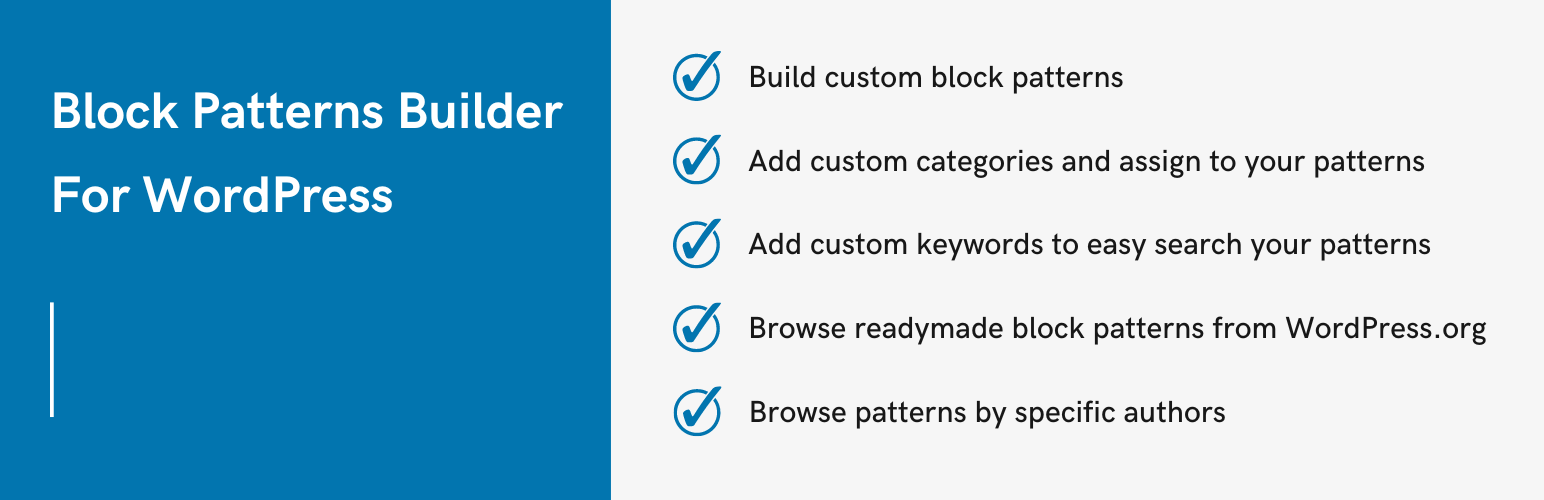 Block Patterns Builder
For WordPress
Build custom block patterns
Add custom categories and assign to your patterns
Add custom keywords to easy search your patterns
Browse readymade block patterns from WordPress.org
Browse patterns by specific authors